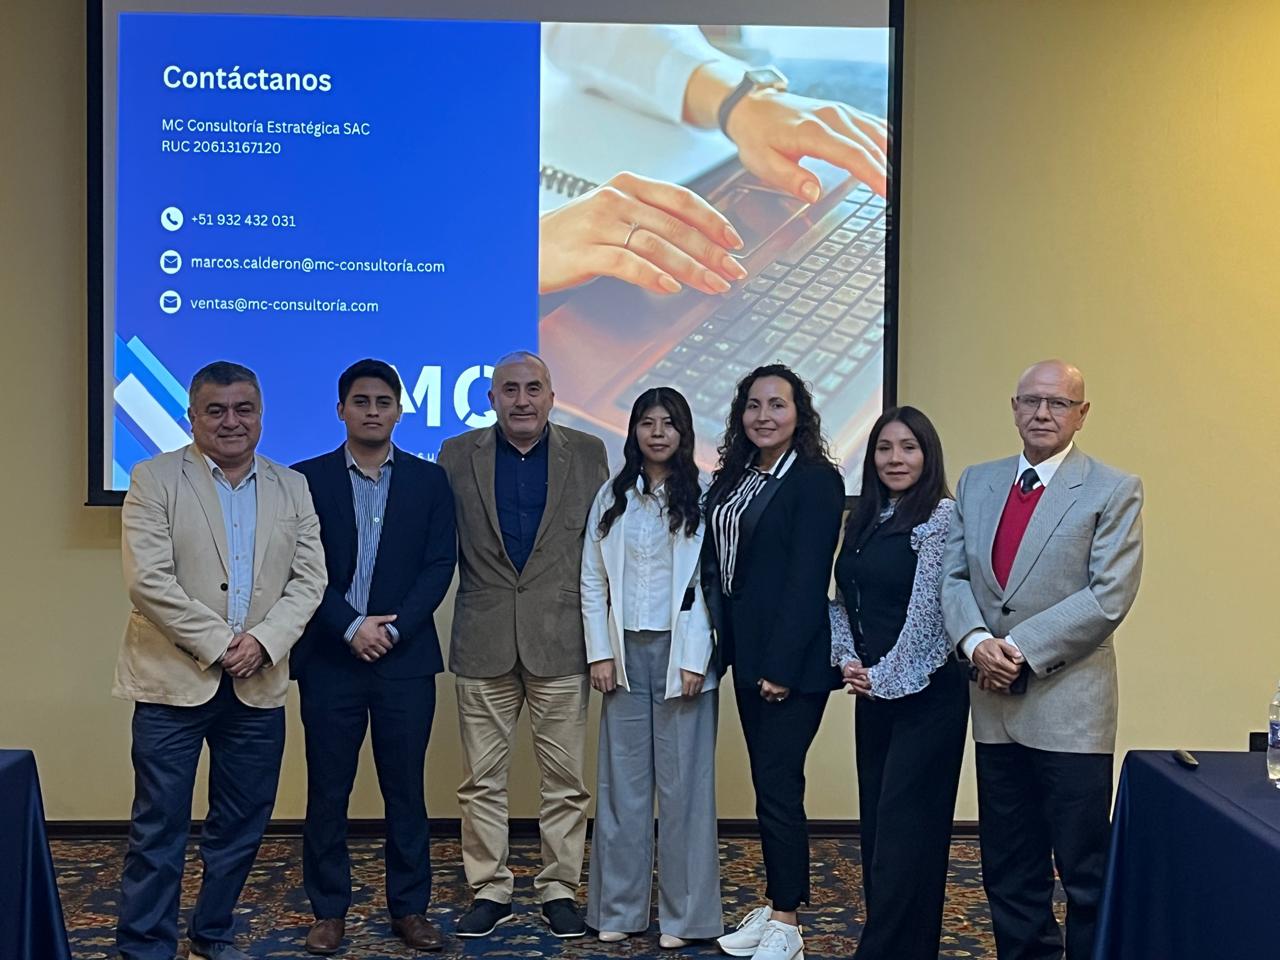 Contáctanos
MC Consultoría Estratégica SAC
RUC 20613167120
+51 932 432 031
marcos.calderon@mc-consultoría.com
ventas@mc-consultoría.com
MC